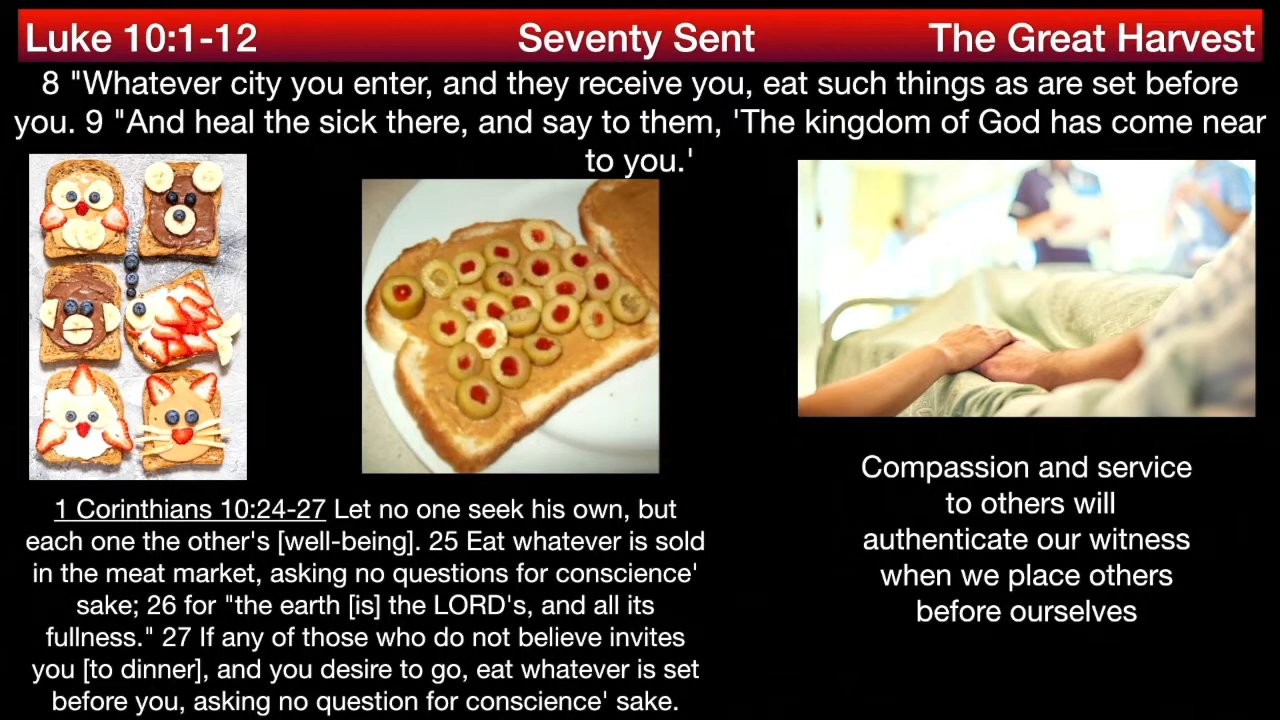 Luke 10:1-12 Seventy Sent The Great Harvest
8 "Whatever city you enter, and they receive you, eat such things as are set before
you. 9 "And heal the sick there, and say to them, 'The kingdom of God has come near
to you.'
1 Corinthians 10:24-27 Let no one seek his own, but
each one the other's [well-being]. 25 Eat whatever is sold
in the meat market, asking no questions for conscience'
sake; 26 for "the earth [is] the LORD's, and all its
fullness." 27 If any of those who do not believe invites
you [to dinner], and you desire to go, eat whatever is set
before you, asking no question for conscience' sake.
Compassion and service
to others will
authenticate our witness
when we place others
before ourselves